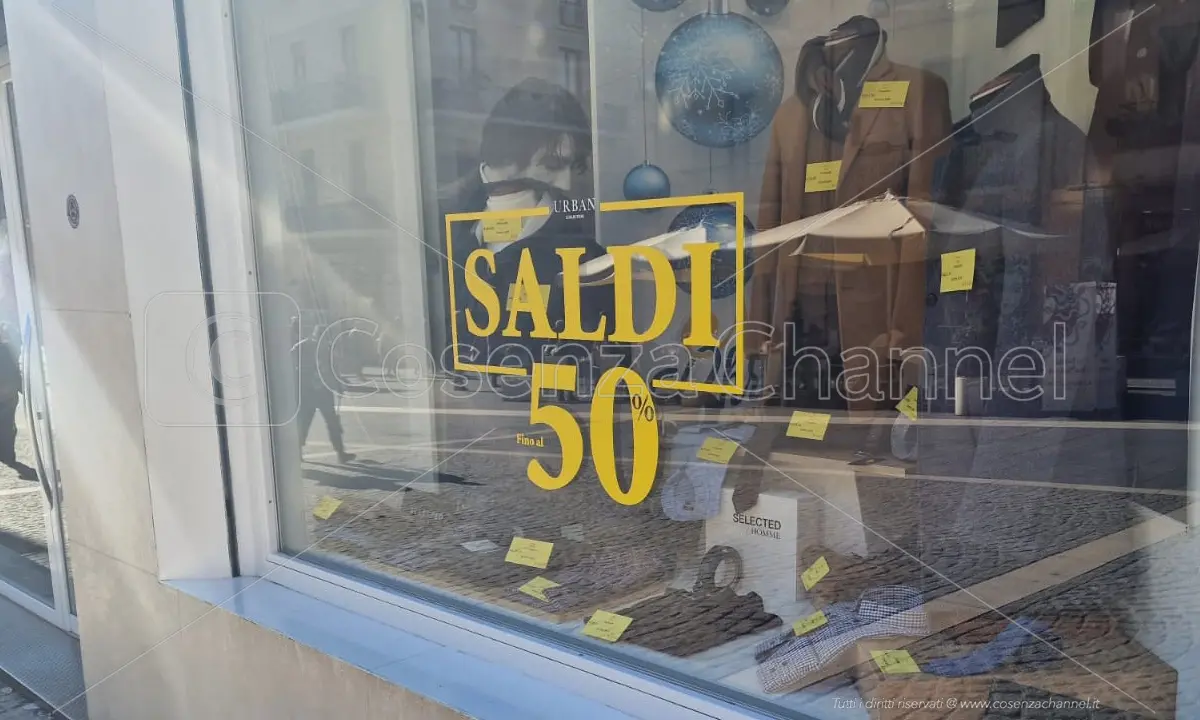 URBAN
SALDI
Fino al
50%
SELECTED
HOMME
CosenzaChannel
Tutti i diritti riservati @ www.cosenzachannel.it